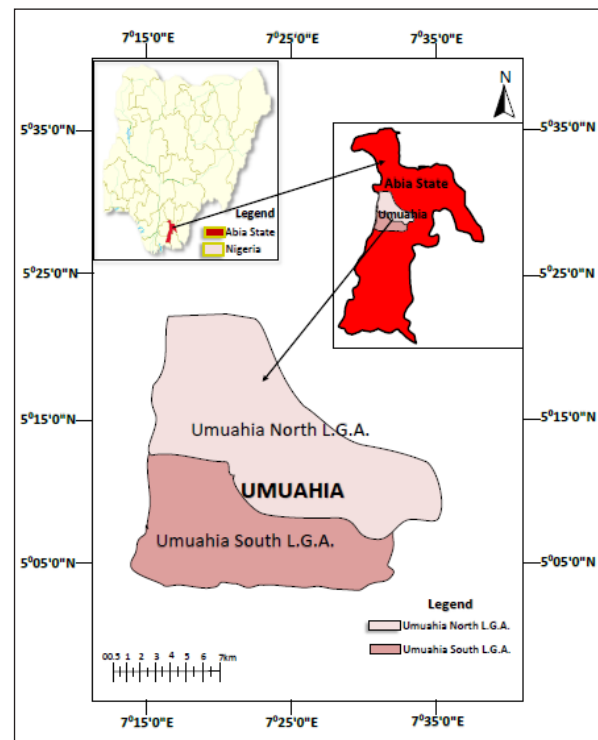 7⁰15'0"E 7⁰25'0"E 7⁰35'0"E
N
5⁰35'0"N 5⁰35'0"N
Abia State
Legend
Abia State
Nigeria
Umuahia
5⁰25'0"N 5⁰25'0"N
5⁰15'0"N 5⁰15'0"N
Umuahia North L.G.A.
UMUAHIA
Umuahia South L.G.A.
5⁰05'0"N 5⁰05'0"N
Legend
Umuahia North L.G.A.
Umuahia South L.G.A.
00.5 1 2 3 4 5 6 7km
7⁰15'0"E 7⁰25'0"E 7⁰35'0"E